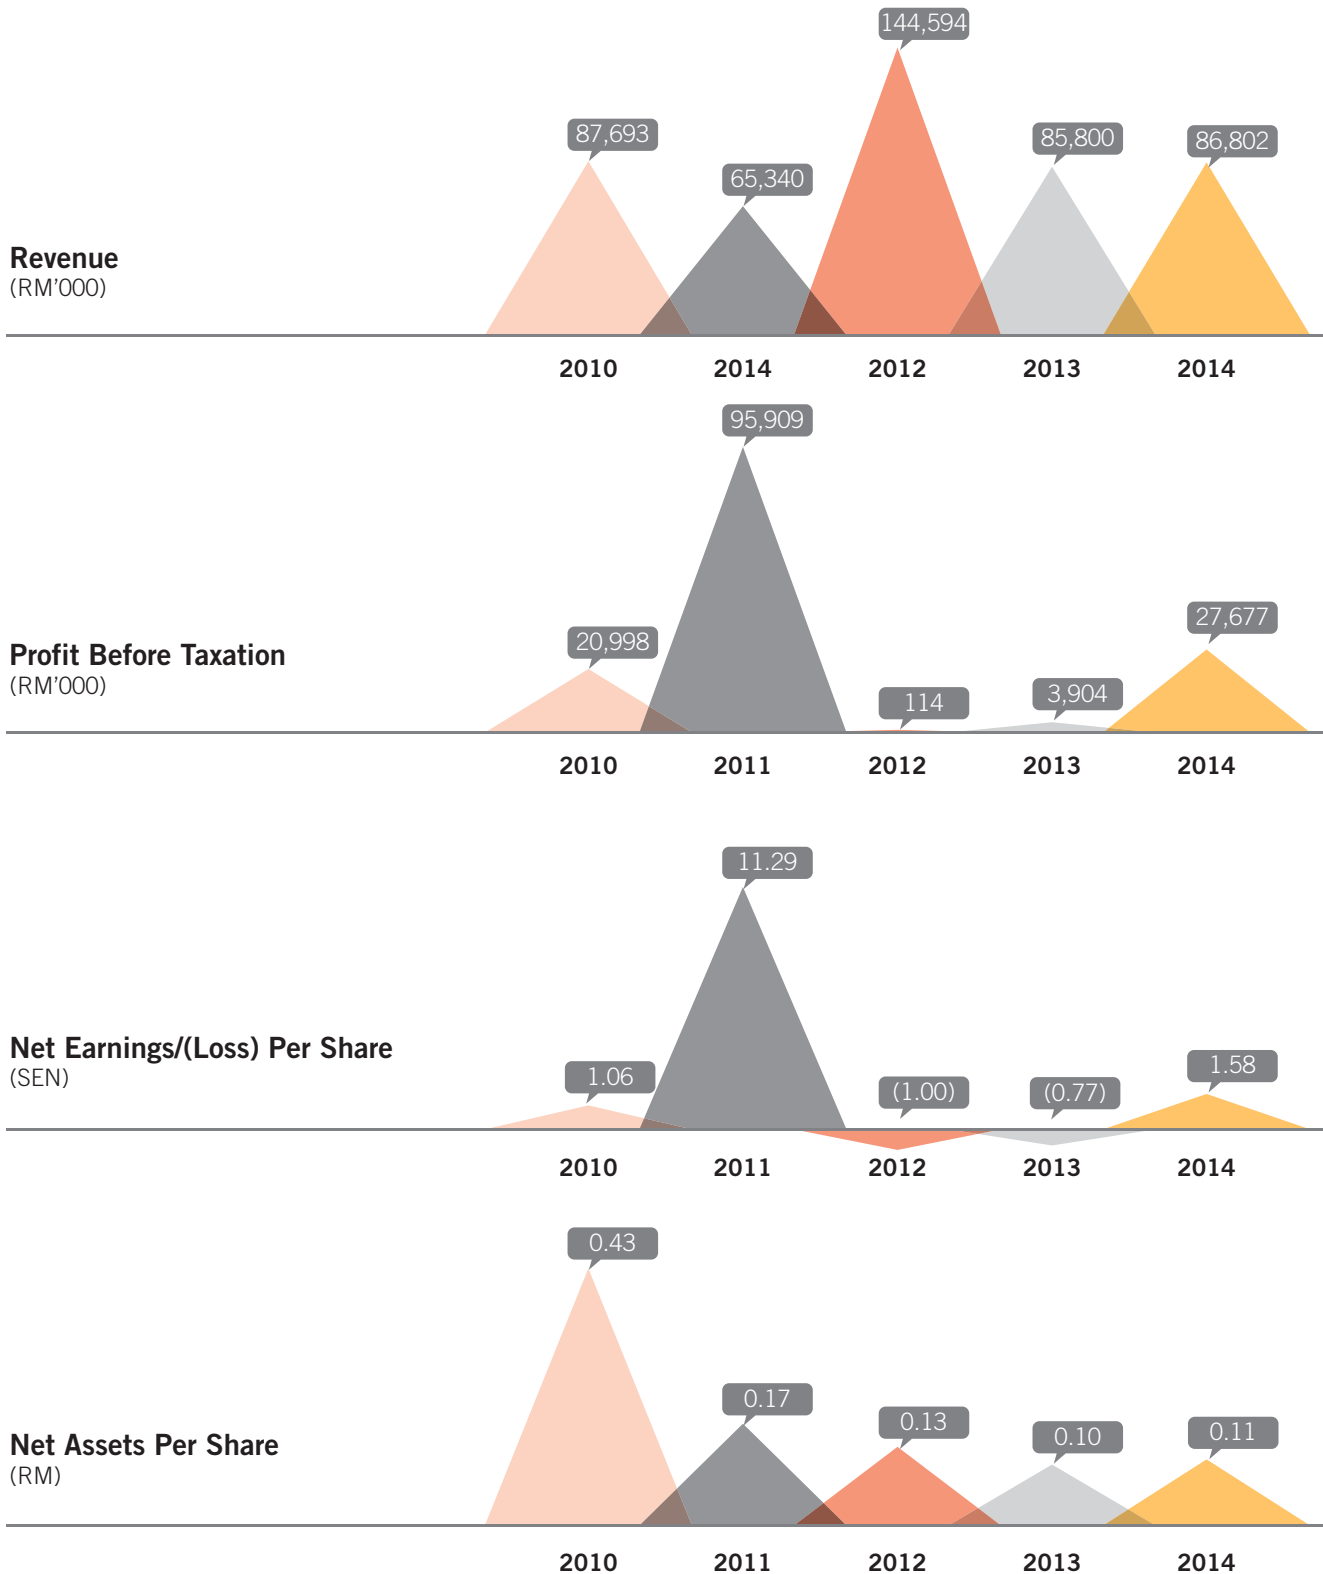 144,594
87,693
85,800
86,802
65,340
Revenue
(RM'000)
2010 2014 2012 2013 2014
95,909
20,998
27,677
114
3,904
Profit Before Taxation
(RM'000)
2010 2011 2012 2013 2014
11.29
1.06
(1.00)
(0.77)
1.58
Net Earnings/(Loss) Per Share
(SEN)
2010 2011 2012 2013 2014
0.43
0.17
0.13
0.10
0.11
Net Assets Per Share
(RM)
2010 2011 2012 2013 2014